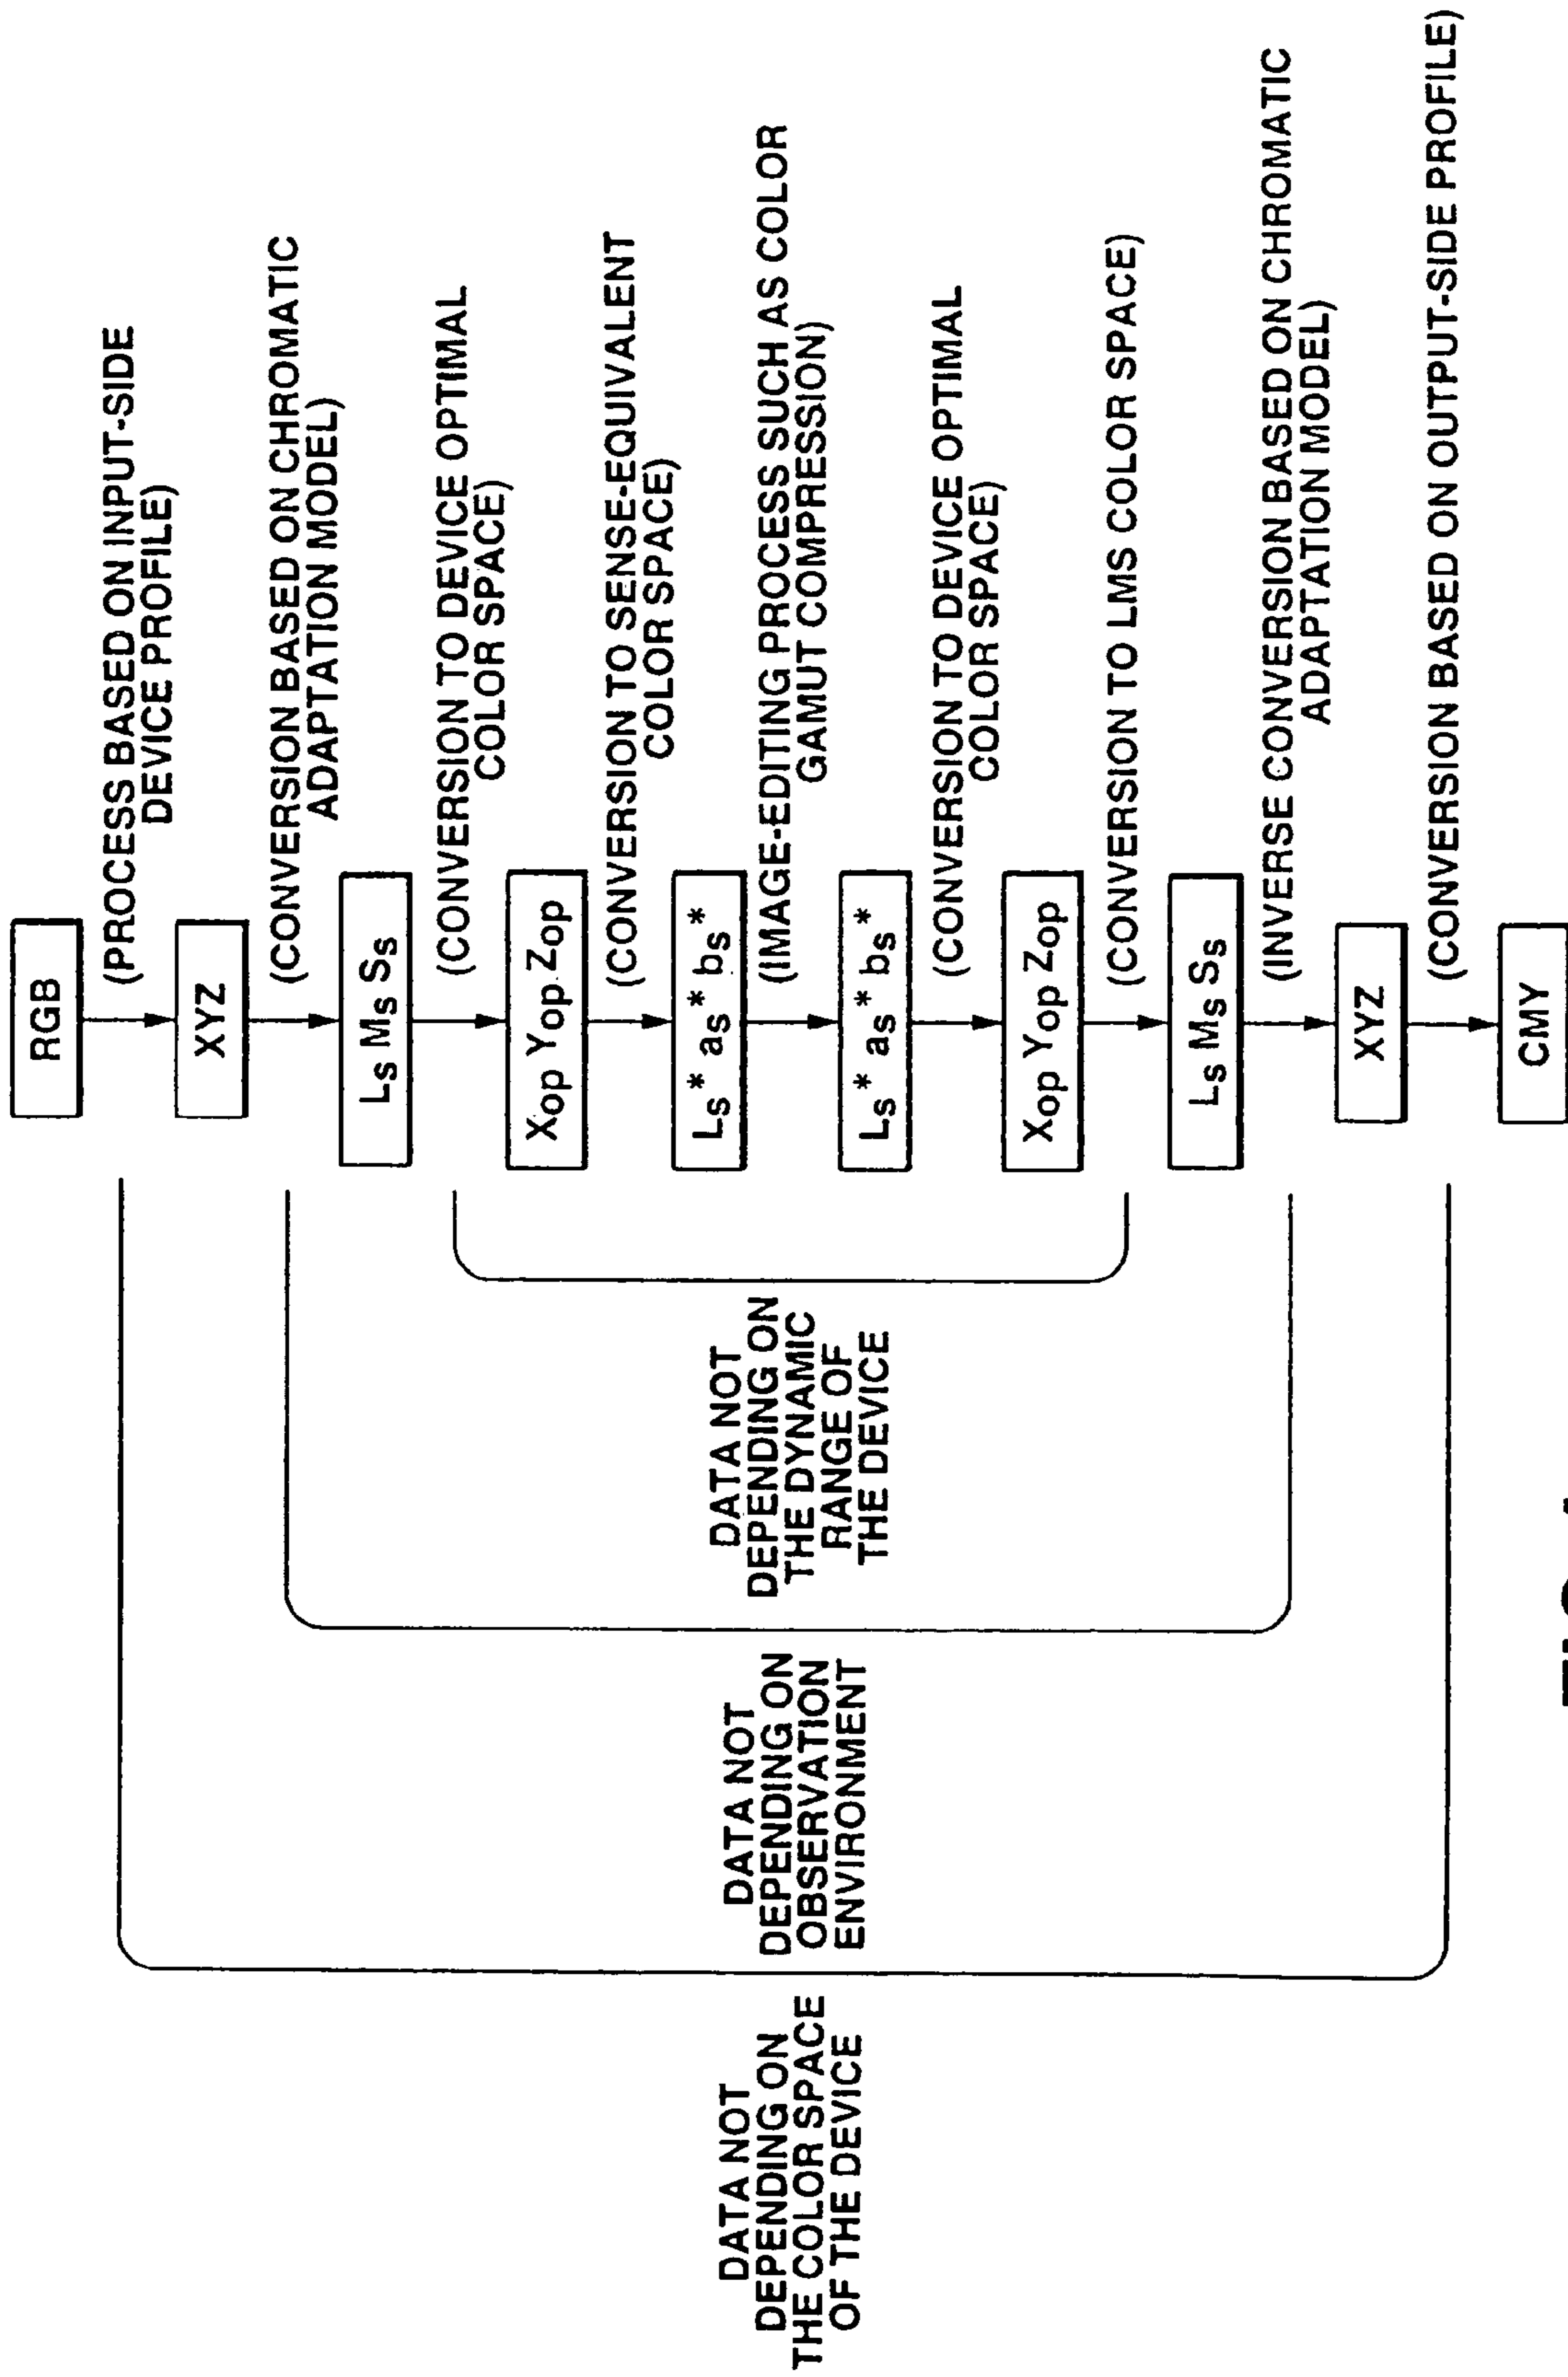 RGB
(PROCESS BASED ON INPUT-SIDE
DEVICE PROFILE)
XYZ
(CONVERSION BASED ON CHROMATIC
ADAPTATION MODEL)
Ls Ms Ss
(CONVERSION TO DEVICE OPTIMAL
COLOR SPACE)
Xop Yop Zop
(CONVERSION TO SENSE-EQUIVALENT
COLOR SPACE)
Ls* as* bs*
(IMAGE-EDITING PROCESS SUCH AS COLOR
GAMUT COMPRESSION)
Ls* as* bs*
(CONVERSION TO DEVICE OPTIMAL
COLOR SPACE)
Xop Yop Zop
(CONVERSION TO LMS COLOR SPACE)
Ls Ms Ss
(INVERSE CONVERSION BASED ON CHROMATIC
ADAPTATION MODEL)
XYZ
(CONVERSION BASED ON OUTPUT-SIDE PROFILE)
CMY
DATA NOT
DEPENDING ON
THE DYNAMIC
RANGE OF
THE DEVICE
DATA NOT
DEPENDING ON
OBSERVATION
ENVIRONMENT
DATA NOT
DEPENDING ON
THE COLOR SPACE
OF THE DEVICE